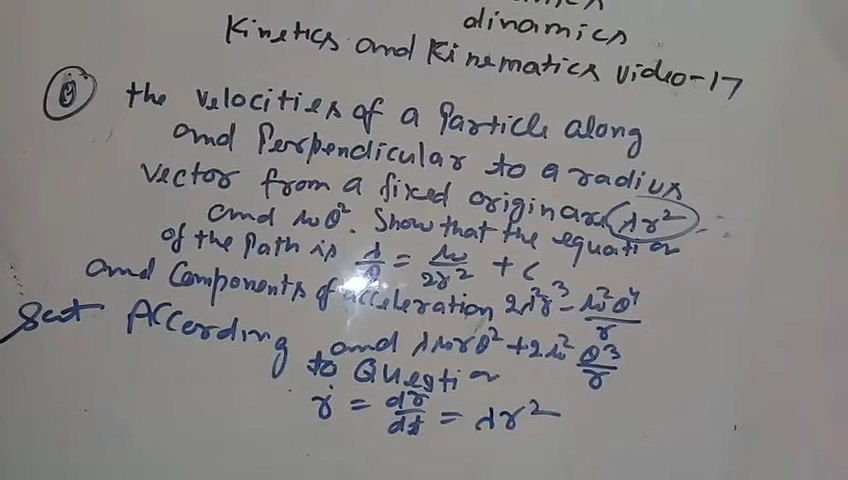 dinamics
Kinetics and Kinematics video-17
Q the velocities of a Particle along
and Perpendicular to a radius
vector from a fixed origin are λr²
and μθ². Show that the equation
of the Path is λ/θ = μ/2r² + c
and Components of acceleration 2λ²r³ - μ²θ⁴/r
and λμrθ² + 2μ² θ³/r
According to Question
ṙ = dr/dt = λr²